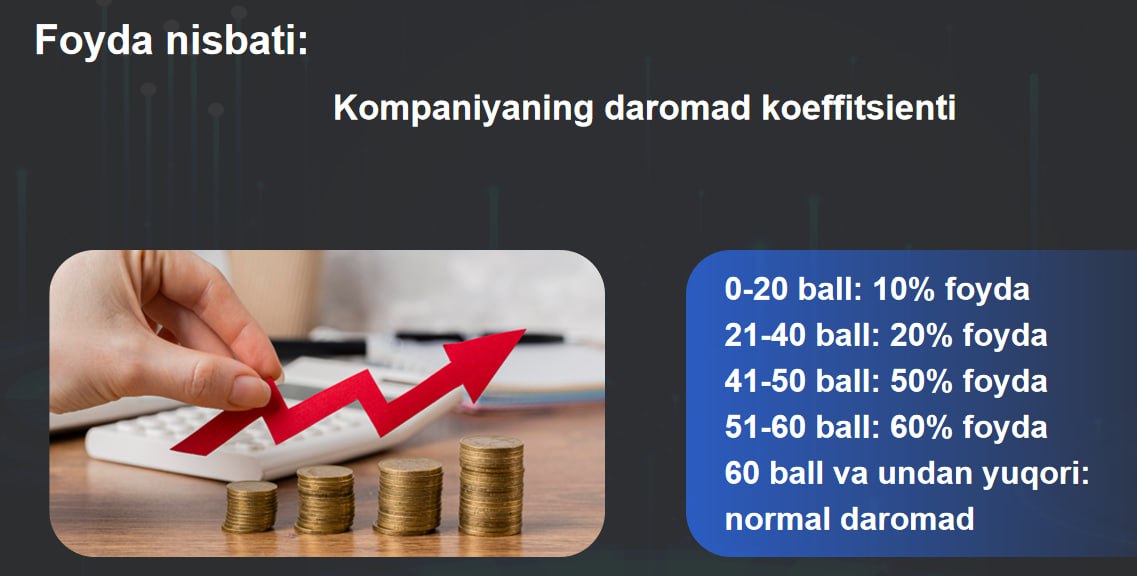 Foyda nisbati:
Kompaniyaning daromad koeffitsienti
0-20 ball: 10% foyda
21-40 ball: 20% foyda
41-50 ball: 50% foyda
51-60 ball: 60% foyda
60 ball va undan yuqori:
normal daromad